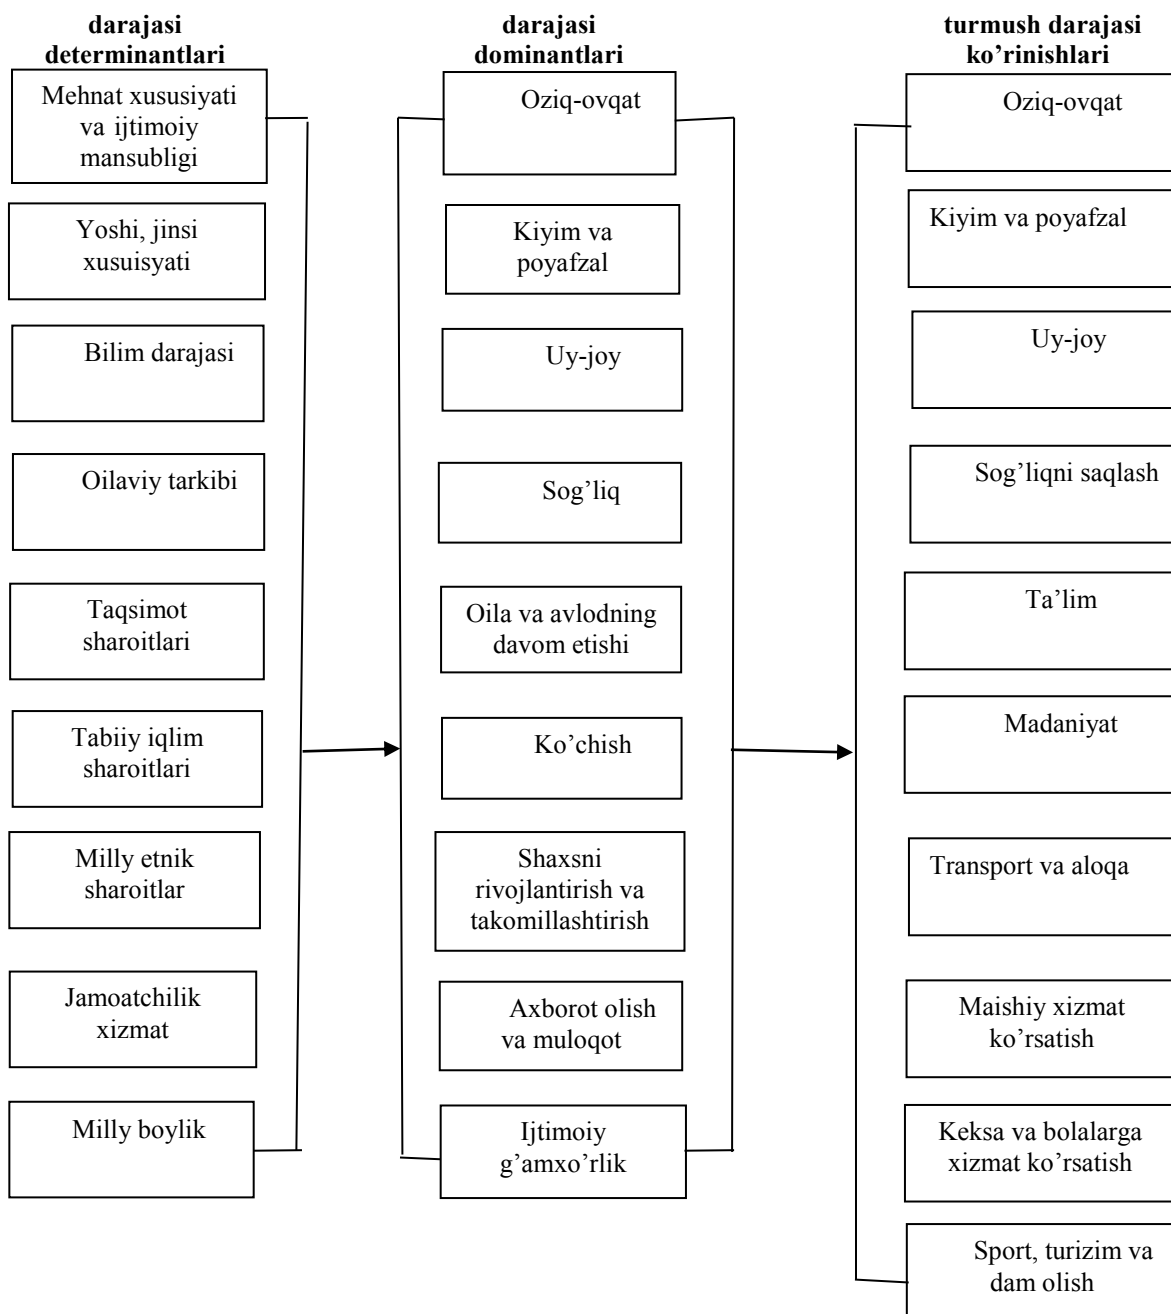 darajasi
determinantlari
Mehnat xususiyati
va ijtimoiy
mansubligi
Yoshi, jinsi
xusuisyati
Bilim darajasi
Oilaviy tarkibi
Taqsimot
sharoitlari
Tabiiy iqlim
sharoitlari
Milly etnik
sharoitlar
Jamoatchilik
xizmat
Milly boylik
darajasi
dominantlari
Oziq-ovqat
Kiyim va
poyafzal
Uy-joy
Sog’liq
Oila va avlodning
davom etishi
Ko’chish
Shaxsni
rivojlantirish va
takomillashtirish
Axborot olish
va muloqot
Ijtimoiy
g’amxo’rlik
turmush darajasi
ko’rinishlari
Oziq-ovqat
Kiyim va poyafzal
Uy-joy
Sog’liqni saqlash
Ta’lim
Madaniyat
Transport va aloqa
Maishiy xizmat
ko’rsatish
Keksa va bolalarga
xizmat ko’rsatish
Sport, turizim va
dam olish